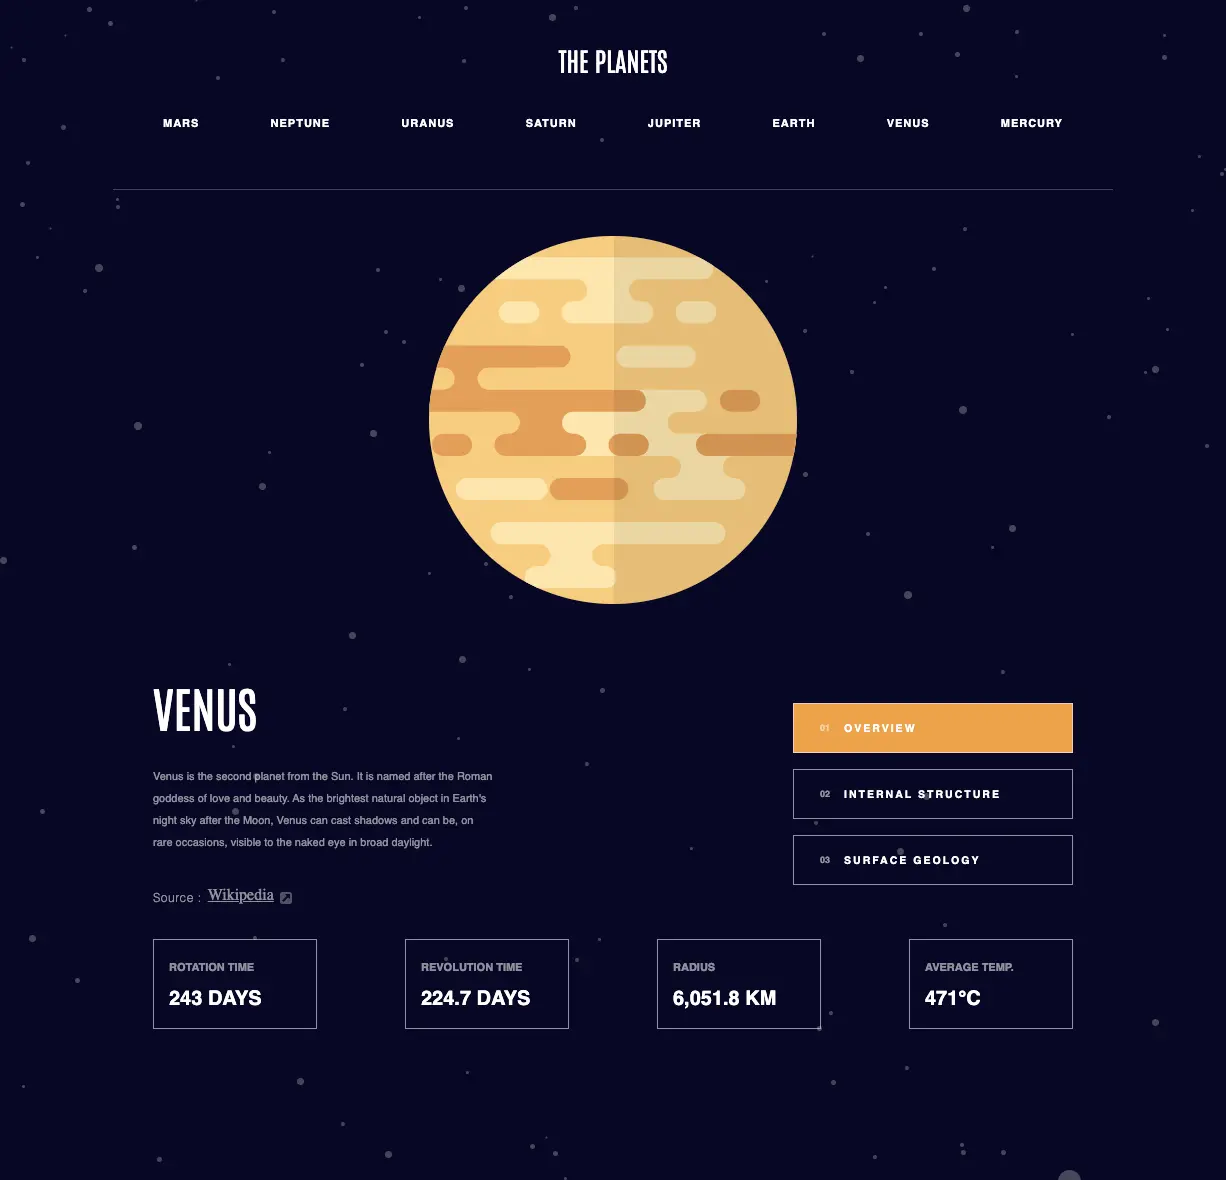 THE PLANETS
MARS NEPTUNE URANUS SATURN JUPITER EARTH VENUS MERCURY
VENUS
Venus is the second planet from the Sun. It is named after the Roman
goddess of love and beauty. As the brightest natural object in Earth's
night sky after the Moon, Venus can cast shadows and can be, on
rare occasions, visible to the naked eye in broad daylight.
Source : Wikipedia
01 OVERVIEW
02 INTERNAL STRUCTURE
03 SURFACE GEOLOGY
ROTATION TIME
243 DAYS
REVOLUTION TIME
224.7 DAYS
RADIUS
6,051.8 KM
AVERAGE TEMP.
471°C